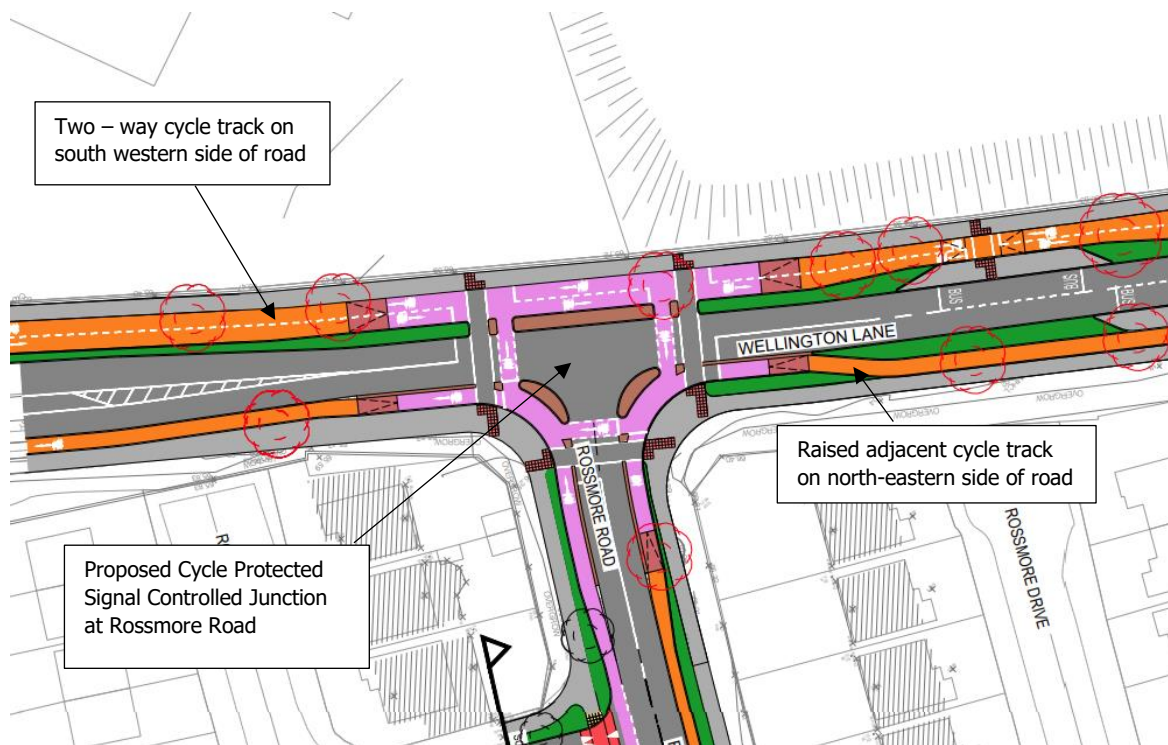 Two – way cycle track on
south western side of road
BUS
BUS
BUS
WELLINGTON LANE
OVERGROW
OVERGROW
OVERGROW
Raised adjacent cycle track
on north-eastern side of road
ROSSMORE ROAD
ROSSMORE DRIVE
Proposed Cycle Protected
Signal Controlled Junction
at Rossmore Road